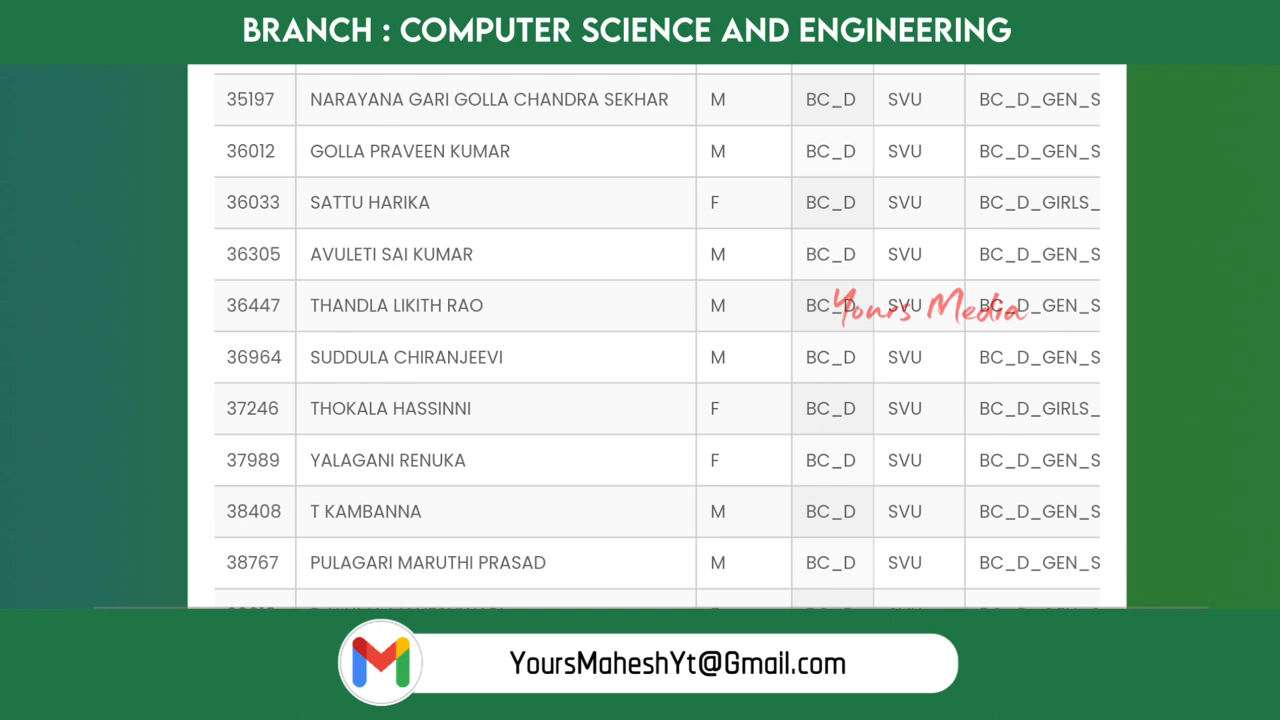 BRANCH : COMPUTER SCIENCE AND ENGINEERING
35197 NARAYANA GARI GOLLA CHANDRA SEKHAR M BC_D SVU BC_D_GEN_S
36012 GOLLA PRAVEEN KUMAR M BC_D SVU BC_D_GEN_S
36033 SATTU HARIKA F BC_D SVU BC_D_GIRLS_
36305 AVULETI SAI KUMAR M BC_D SVU BC_D_GEN_S
36447 THANDLA LIKITH RAO M BC_D SVU BC_D_GEN_S
Yours Media
36964 SUDDULA CHIRANJEEVI M BC_D SVU BC_D_GEN_S
37246 THOKALA HASSINNI F BC_D SVU BC_D_GIRLS_
37989 YALAGANI RENUKA F BC_D SVU BC_D_GEN_S
38408 T KAMBANNA M BC_D SVU BC_D_GEN_S
38767 PULAGARI MARUTHI PRASAD M BC_D SVU BC_D_GEN_S
YoursMaheshYt@Gmail.com